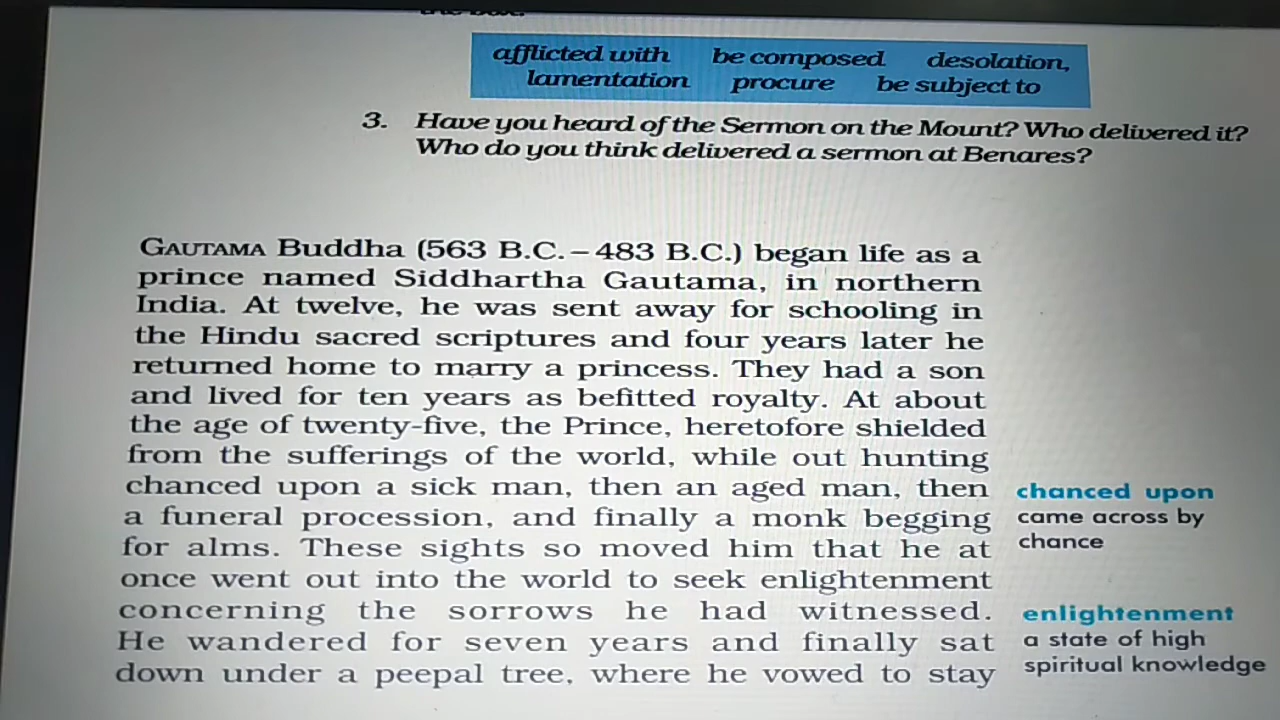 afflicted with be composed desolation,
lamentation procure be subject to
3. Have you heard of the Sermon on the Mount? Who delivered it?
Who do you think delivered a sermon at Benares?
GAUTAMA Buddha (563 B.C. – 483 B.C.) began life as a
prince named Siddhartha Gautama, in northern
India. At twelve, he was sent away for schooling in
the Hindu sacred scriptures and four years later he
returned home to marry a princess. They had a son
and lived for ten years as befitted royalty. At about
the age of twenty-five, the Prince, heretofore shielded
from the sufferings of the world, while out hunting
chanced upon a sick man, then an aged man, then
a funeral procession, and finally a monk begging
for alms. These sights so moved him that he at
once went out into the world to seek enlightenment
concerning the sorrows he had witnessed.
He wandered for seven years and finally sat
down under a peepal tree, where he vowed to stay
chanced upon
came across by
chance
enlightenment
a state of high
spiritual knowledge